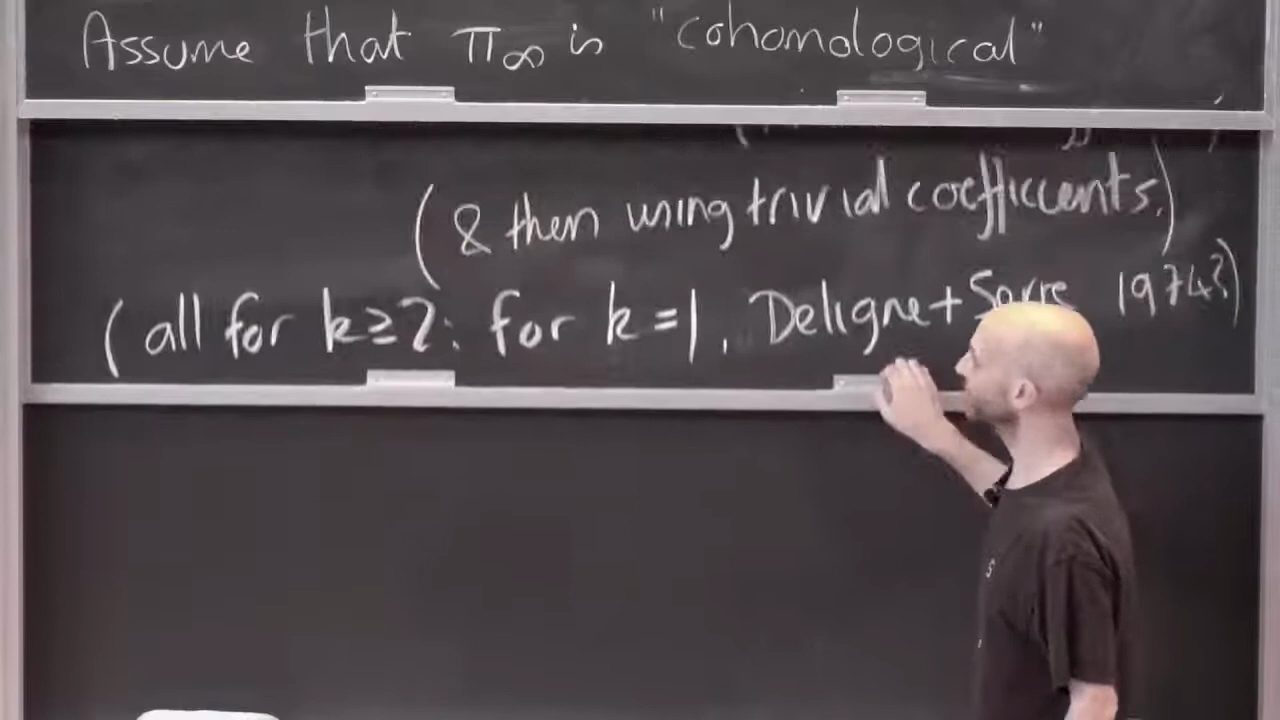 Assume that π∞ is "cohomological"
(& then using trivial coefficients.)
(all for k≥2: for k=1, Deligne + Serre 1974?)